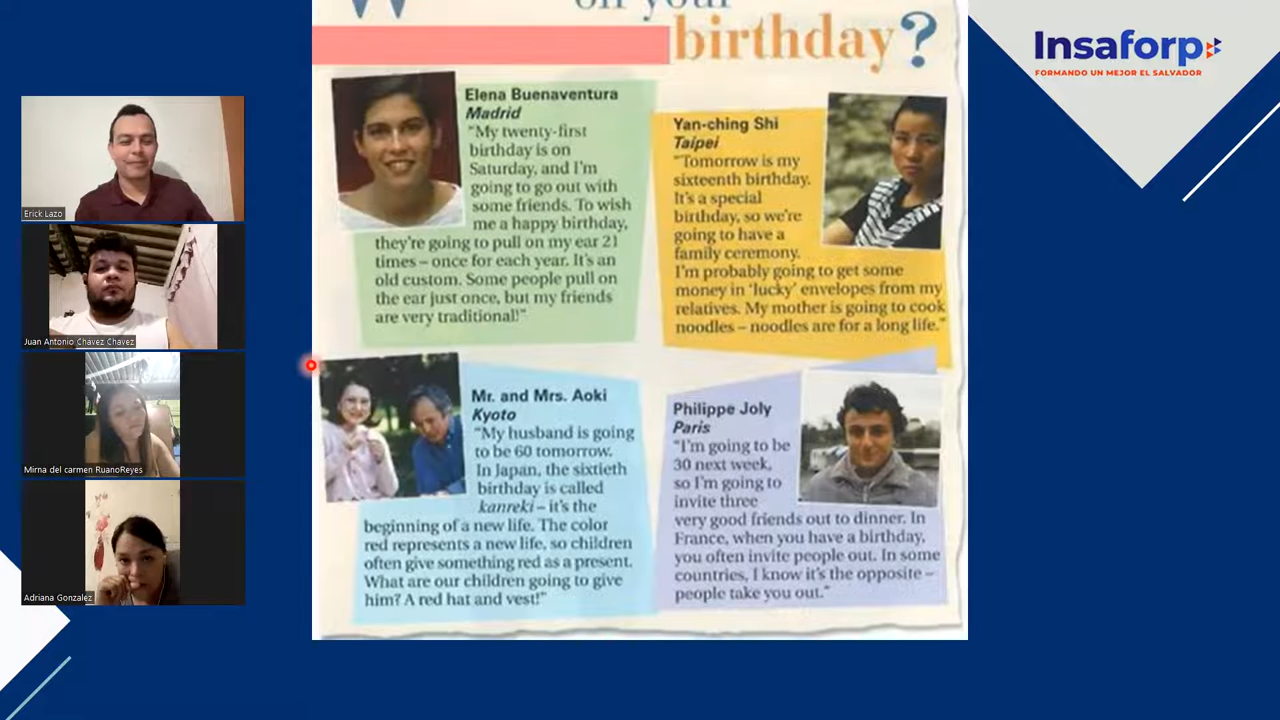 on your
birthday?
Insaforp
FORMANDO UN MEJOR EL SALVADOR
Elena Buenaventura
Madrid
"My twenty-first
birthday is on
Saturday, and I'm
going to go out with
some friends. To wish
me a happy birthday,
they're going to pull on my ear 21
times – once for each year. It's an
old custom. Some people pull on
the ear just once, but my friends
are very traditional!"
Yan-ching Shi
Taipei
"Tomorrow is my
sixteenth birthday.
It's a special
birthday, so we're
going to have a
family ceremony.
I'm probably going to get some
money in 'lucky' envelopes from my
relatives. My mother is going to cook
noodles – noodles are for a long life."
Mr. and Mrs. Aoki
Kyoto
"My husband is going
to be 60 tomorrow.
In Japan, the sixtieth
birthday is called
kanreki – it's the
beginning of a new life. The color
red represents a new life, so children
often give something red as a present.
What are our children going to give
him? A red hat and vest!"
Philippe Joly
Paris
"I'm going to be
30 next week,
so I'm going to
invite three
very good friends out to dinner. In
France, when you have a birthday,
you often invite people out. In some
countries, I know it's the opposite –
people take you out."
Erick Lazo
Juan Antonio Chávez Chavez
Mirna del carmen RuanoReyes
Adriana Gonzalez